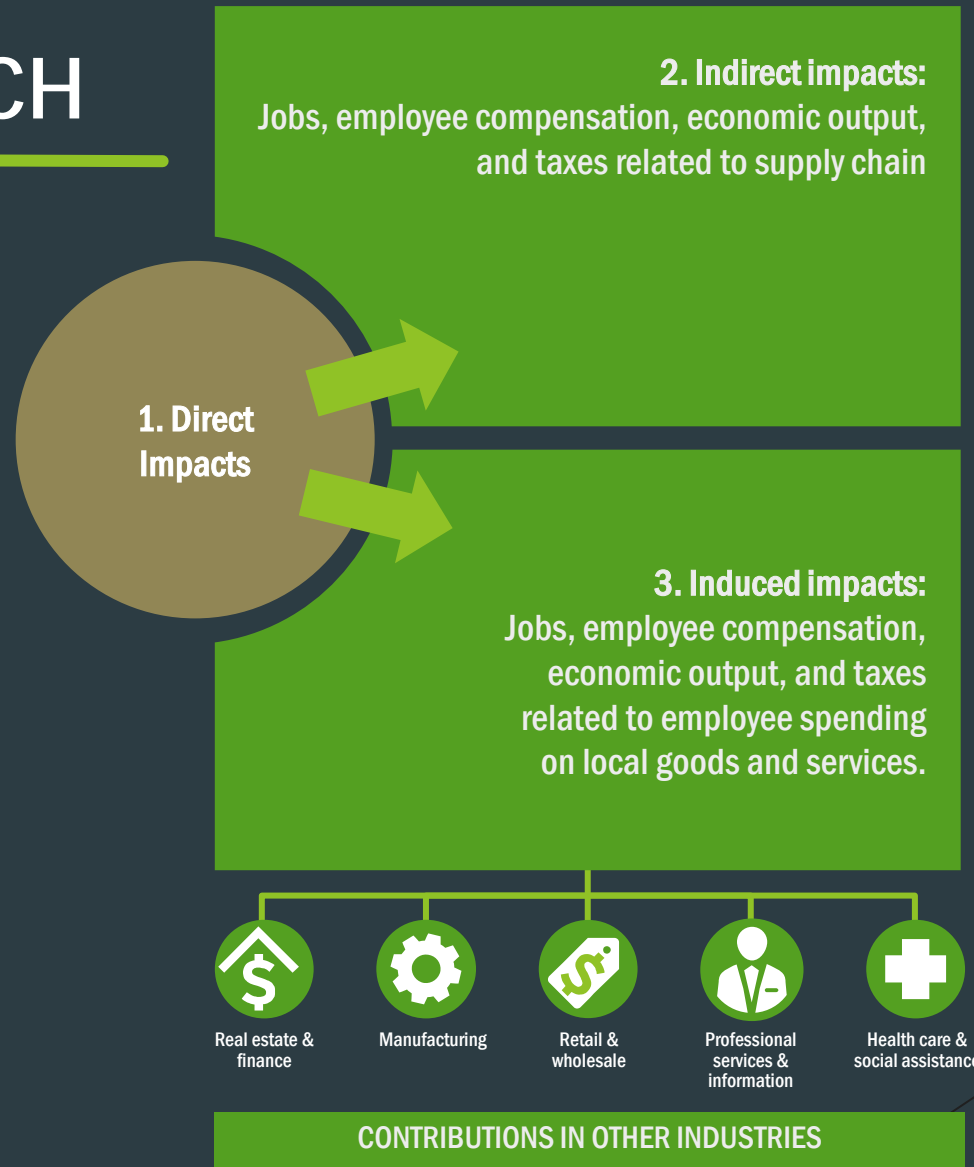 CH
2. Indirect impacts:
Jobs, employee compensation, economic output,
and taxes related to supply chain
1. Direct
Impacts
3. Induced impacts:
Jobs, employee compensation,
economic output, and taxes
related to employee spending
on local goods and services.
$
$
Real estate &
finance
Manufacturing
Retail &
wholesale
Professional
services &
information
Health care &
social assistance
CONTRIBUTIONS IN OTHER INDUSTRIES